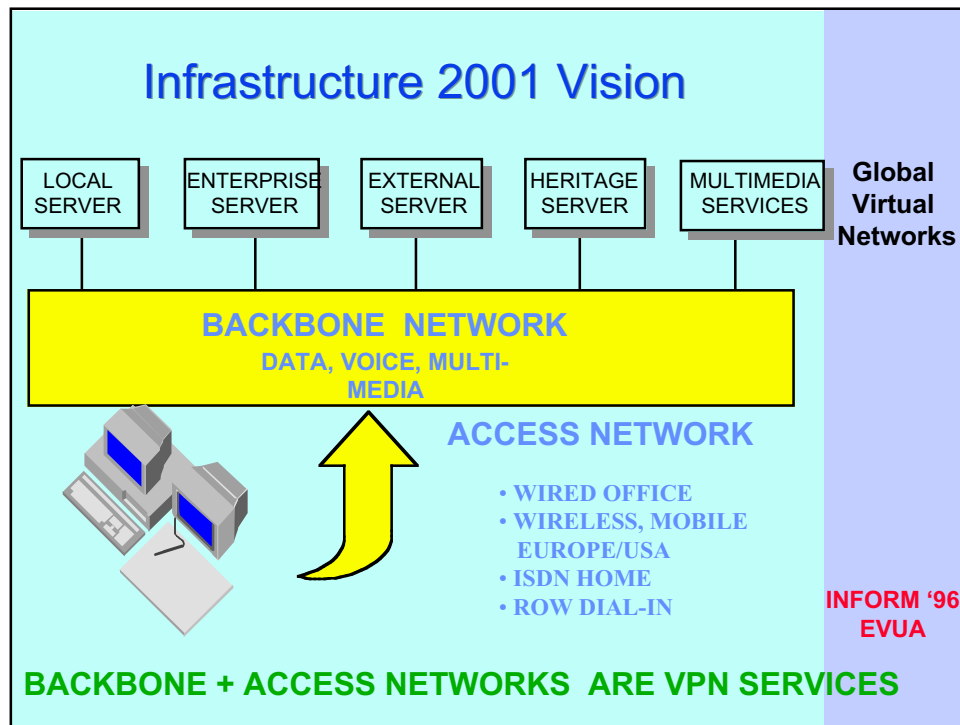 Infrastructure 2001 Vision
LOCAL
SERVER
ENTERPRISE
SERVER
EXTERNAL
SERVER
HERITAGE
SERVER
MULTIMEDIA
SERVICES
Global
Virtual
Networks
BACKBONE NETWORK
DATA, VOICE, MULTI-
MEDIA
ACCESS NETWORK
• WIRED OFFICE
• WIRELESS, MOBILE
EUROPE/USA
• ISDN HOME
• ROW DIAL-IN
INFORM ‘96
EVUA
BACKBONE + ACCESS NETWORKS ARE VPN SERVICES